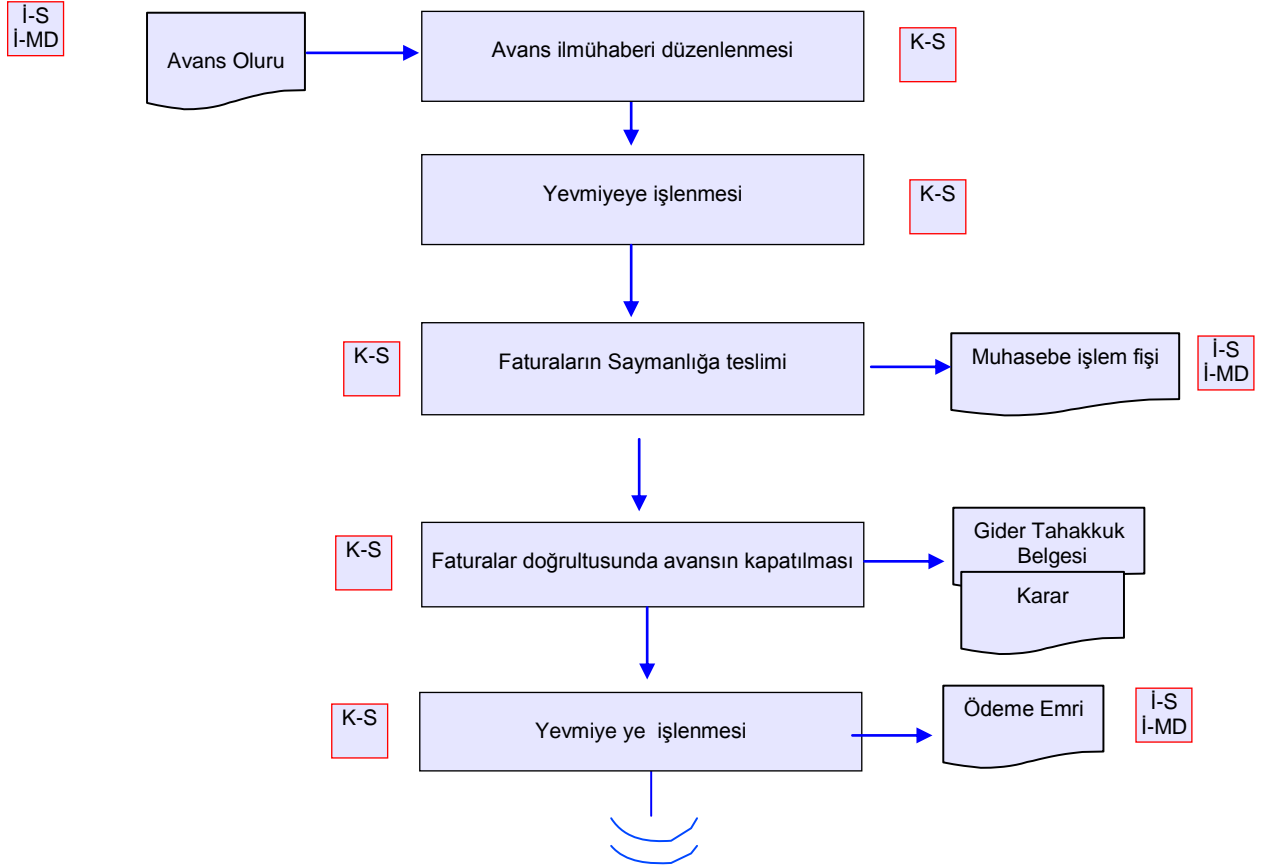 İ-S
İ-MD
Avans Oluru
Avans ilmühaberi düzenlenmesi
K-S
Yevmiyeye işlenmesi
K-S
K-S
Faturaların Saymanlığa teslimi
Muhasebe işlem fişi
İ-S
İ-MD
K-S
Faturalar doğrultusunda avansın kapatılması
Gider Tahakkuk
Belgesi
Karar
K-S
Yevmiye ye işlenmesi
Ödeme Emri
İ-S
İ-MD